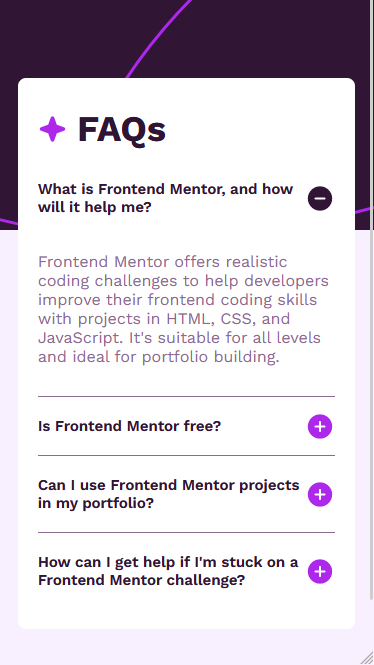 FAQs
What is Frontend Mentor, and how
will it help me?
Frontend Mentor offers realistic
coding challenges to help developers
improve their frontend coding skills
with projects in HTML, CSS, and
JavaScript. It's suitable for all levels
and ideal for portfolio building.
Is Frontend Mentor free?
Can I use Frontend Mentor projects
in my portfolio?
How can I get help if I'm stuck on a
Frontend Mentor challenge?